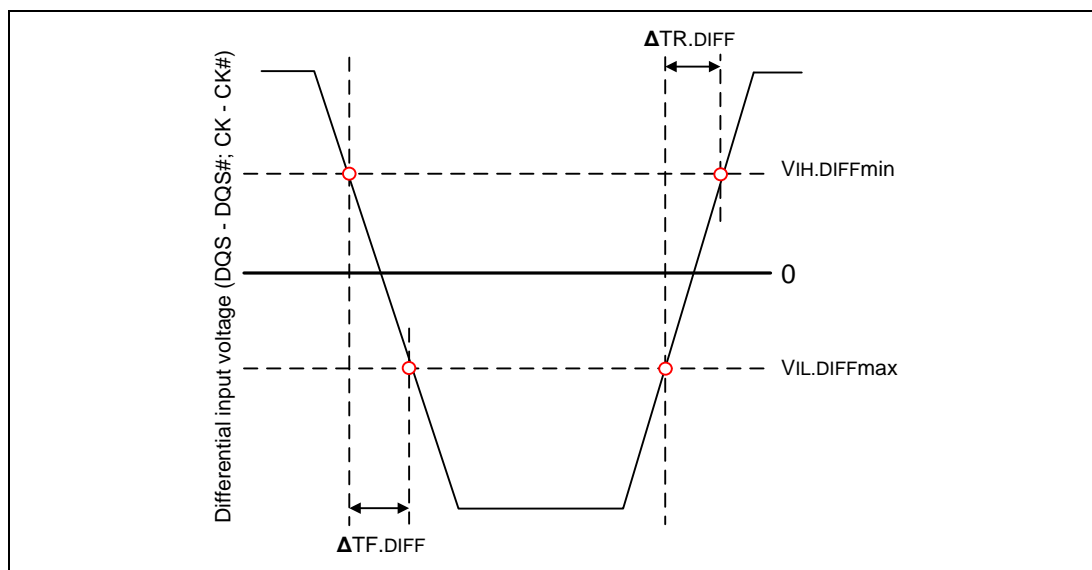 ΔTR.DIFF
Differential input voltage (DQS - DQS#; CK - CK#)
VIH.DIFFmin
0
VIL.DIFFmax
ΔTF.DIFF